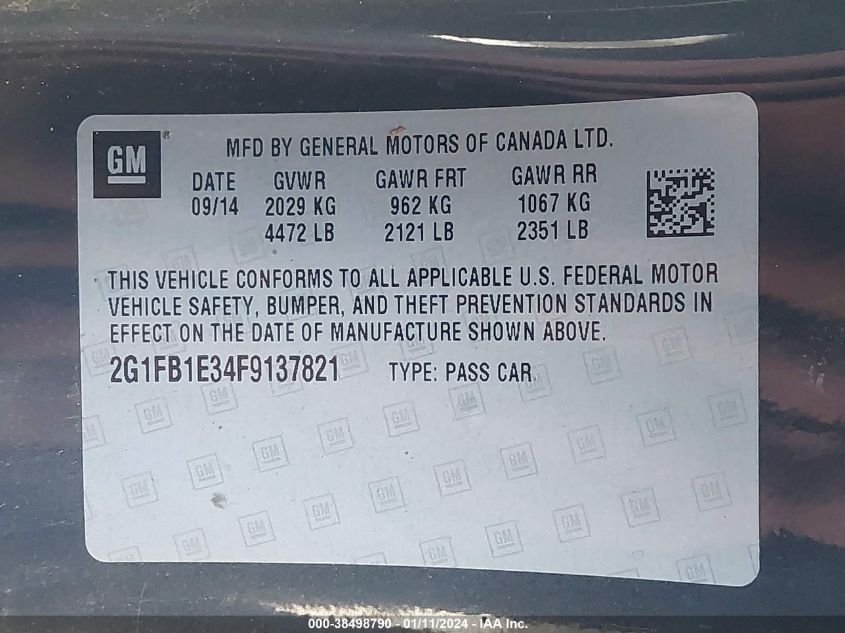 GM
MFD BY GENERAL MOTORS OF CANADA LTD.
DATE GVWR GAWR FRT GAWR RR
09/14 2029 KG 962 KG 1067 KG
4472 LB 2121 LB 2351 LB
THIS VEHICLE CONFORMS TO ALL APPLICABLE U.S. FEDERAL MOTOR
VEHICLE SAFETY, BUMPER, AND THEFT PREVENTION STANDARDS IN
EFFECT ON THE DATE OF MANUFACTURE SHOWN ABOVE.
2G1FB1E34F9137821 TYPE: PASS CAR
000-38498790 - 01/11/2024 - IAA Inc.